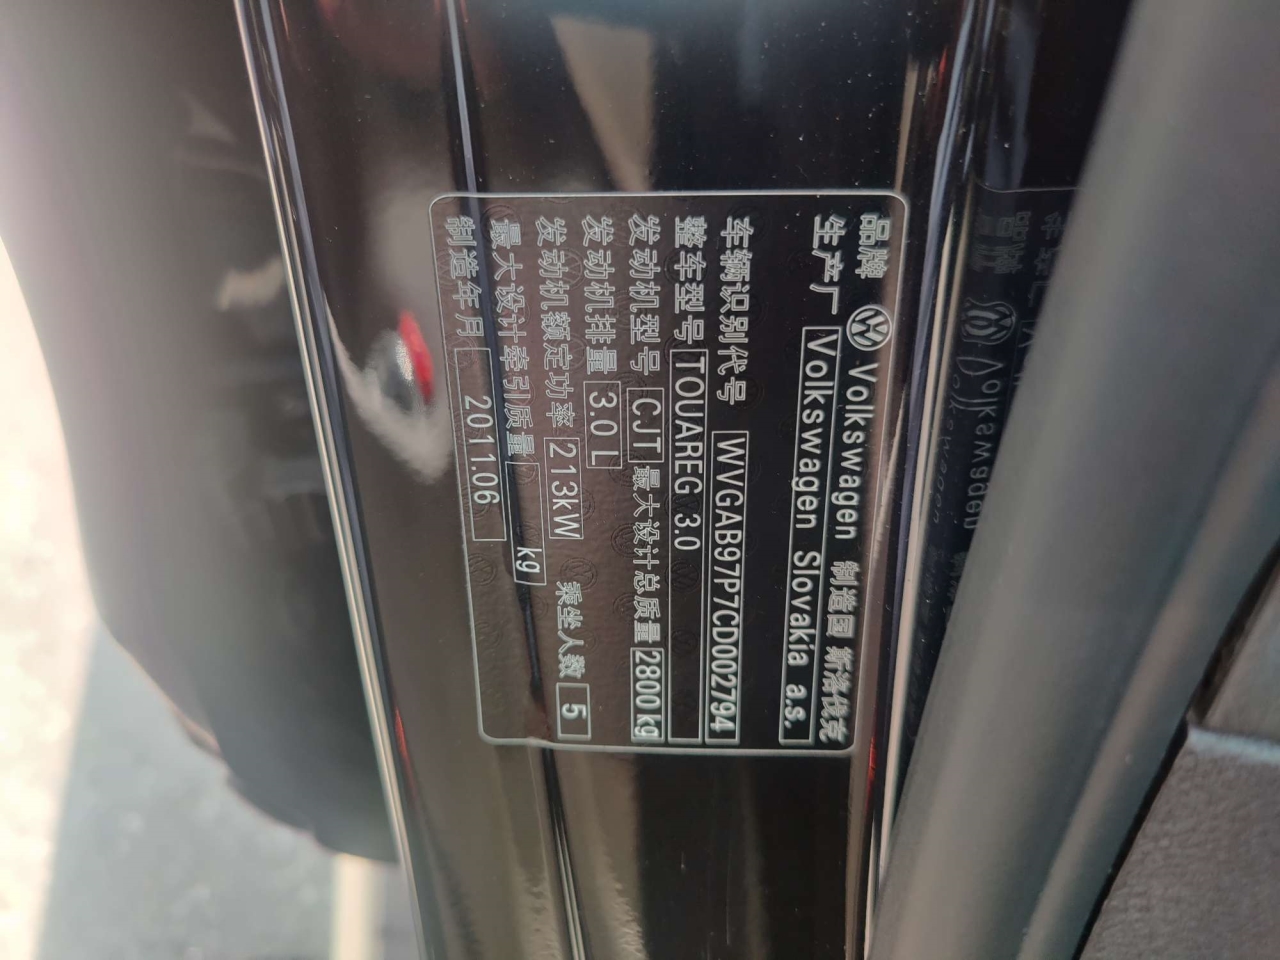 品牌 Volkswagen 制造国 斯洛伐克
生产厂 Volkswagen Slovakia a.s.
车辆识别代号 WVGAB97P7CD002794
整车型号 TOUAREG 3.0
发动机型号 CJT 最大设计总质量 2800kg
发动机排量 3.0L
发动机额定功率 213kW 乘坐人数 5
最大设计牵引质量 kg
制造年月 2011.06